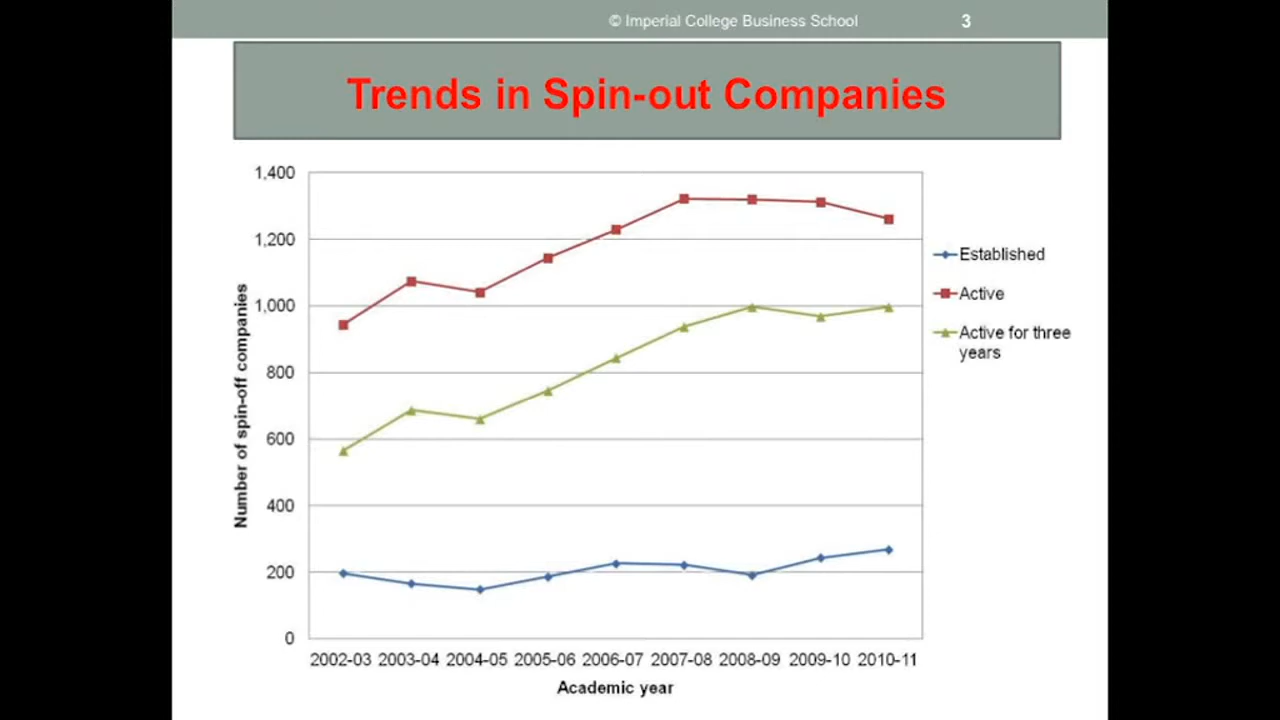 © Imperial College Business School 3
Trends in Spin-out Companies
1,400
1,200
1,000
800
600
400
200
0
Number of spin-off companies
2002-03 2003-04 2004-05 2005-06 2006-07 2007-08 2008-09 2009-10 2010-11
Academic year
Established
Active
Active for three
years